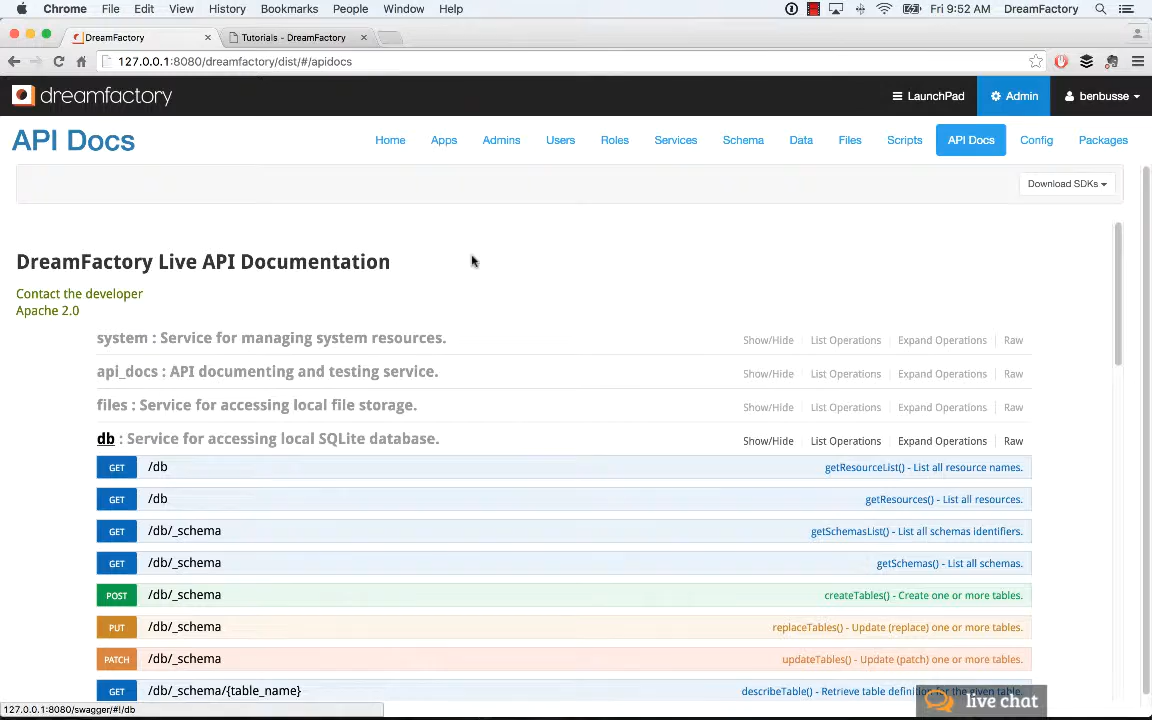 Chrome File Edit View History Bookmarks People Window Help Fri 9:52 AM DreamFactory
DreamFactory Tutorials - DreamFactory
127.0.0.1:8080/dreamfactory/dist/#/apidocs
dreamfactory LaunchPad Admin benbusse
API Docs Home Apps Admins Users Roles Services Schema Data Files Scripts API Docs Config Packages
Download SDKs
DreamFactory Live API Documentation
Contact the developer
Apache 2.0
system : Service for managing system resources. Show/Hide List Operations Expand Operations Raw
api_docs : API documenting and testing service. Show/Hide List Operations Expand Operations Raw
files : Service for accessing local file storage. Show/Hide List Operations Expand Operations Raw
db : Service for accessing local SQLite database. Show/Hide List Operations Expand Operations Raw
GET /db getResourceList() - List all resource names.
GET /db getResources() - List all resources.
GET /db/_schema getSchemasList() - List all schemas identifiers.
GET /db/_schema getSchemas() - List all schemas.
POST /db/_schema createTables() - Create one or more tables.
PUT /db/_schema replaceTables() - Update (replace) one or more tables.
PATCH /db/_schema updateTables() - Update (patch) one or more tables.
GET /db/_schema/{table_name} describeTable() - Retrieve table definition for the given table.
live chat
127.0.0.1:8080/swagger/#!/db